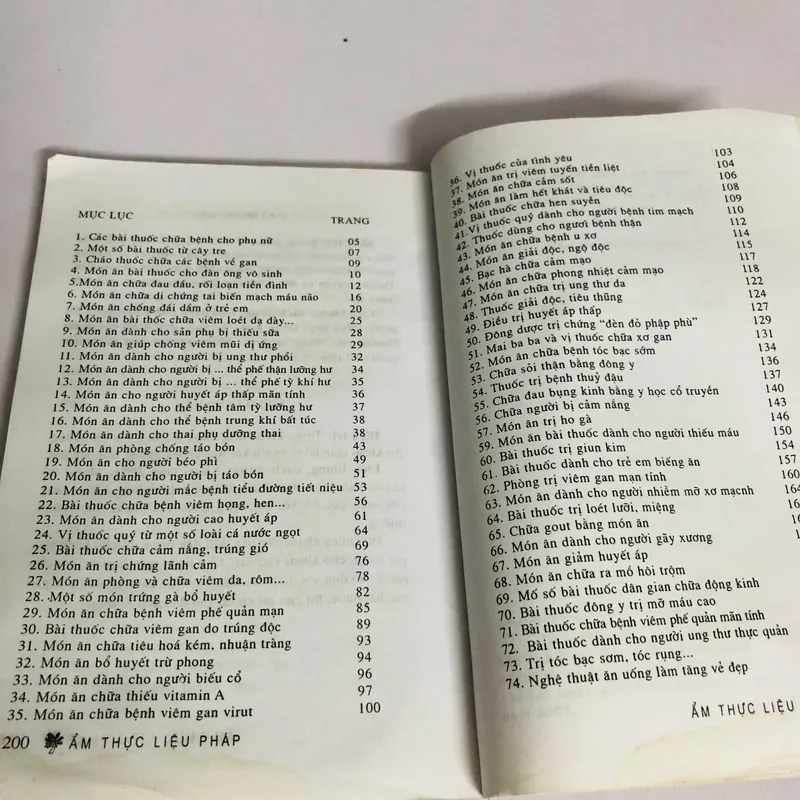 MỤC LỤC TRANG
1. Các bài thuốc chữa bệnh cho phụ nữ 05
2. Một số bài thuốc từ cây tre 07
3. Cháo thuốc chữa các bệnh về gan 09
4. Món ăn bài thuốc cho đàn ông vô sinh 10
5.Món ăn chữa đau đầu, rối loạn tiền đình 12
6. Món ăn chữa di chứng tai biến mạch máu não 16
7. Món ăn chống đái dầm ở trẻ em 20
8. Món ăn bài thốc chữa viêm loét dạ dày... 25
9. Món ăn dành cho sản phụ bị thiếu sữa 28
10. Món ăn giúp chống viêm mũi dị ứng 29
11. Món ăn dành cho người bị ung thư phổi 32
12. Món ăn dành cho người bị ... thể phế thận lưỡng hư 34
13. Món ăn dành cho người bị ... thể phế tỳ khí hư 35
14. Món ăn cho người huyết áp thấp mãn tính 36
15. Món ăn cho thể bệnh tâm tỳ lưỡng hư 37
16. Món ăn dành cho thể bệnh trung khí bất túc 38
17. Món ăn dành cho thai phụ dưỡng thai 38
18. Món ăn phòng chống táo bón 43
19. Món ăn cho người béo phì 49
20. Món ăn dành cho người bị táo bón 51
21. Món ăn cho người mắc bệnh tiểu đường tiết niệu 53
22. Bài thuốc chữa bệnh viêm họng, hen... 56
23. Món ăn dành cho người cao huyết áp 61
24. Vị thuốc quý từ một số loài cá nước ngọt 64
25. Bài thuốc chữa cảm nắng, trúng gió 69
26. Món ăn trị chứng lãnh cảm 76
27. Món ăn phòng và chữa viêm da, rôm... 78
28. Một số món trứng gà bổ huyết 82
29. Món ăn chữa bệnh viêm phế quản mạn 85
30. Bài thuốc chữa viêm gan do trúng độc 89
31. Món ăn chữa tiêu hoá kém, nhuận tràng 93
32. Món ăn bổ huyết trừ phong 94
33. Món ăn dành cho người biếu cổ 96
34. Món ăn chữa thiếu vitamin A 97
35. Món ăn chữa bệnh viêm gan virut 100
200 ẨM THỰC LIỆU PHÁP
36. Vị thuốc của tình yêu 103
37. Món ăn trị viêm tuyến tiền liệt 104
38. Món ăn chữa cảm sốt 106
39. Món ăn làm hết khát và tiêu độc 108
40. Bài thuốc chữa hen suyễn 109
41. Vị thuốc quý dành cho người bệnh tim mạch 110
42. Thuốc dùng cho ngươì bệnh thận 112
43. Món ăn chữa bệnh u xơ 114
44. Món ăn giải độc, ngộ độc 115
45. Bạc hà chữa cảm mạo 117
46. Món ăn chữa phong nhiệt cảm mạo 118
47. Món ăn chữa trị ung thư da 122
48. Thuốc giải độc, tiêu thũng 124
49. Điều trị huyết áp thấp 127
50. Đông dược trị chứng "đèn đỏ phập phù" 129
51. Mai ba ba và vị thuốc chữa xơ gan 131
52. Món ăn chữa bệnh tóc bạc sớm 134
53. Chữa sỏi thận bằng đông y 136
54. Thuốc trị bệnh thuỷ đậu 137
55. Chữa đau bụng kinh bằng y học cổ truyền 140
56. Chữa người bị cảm nắng 143
57. Món ăn trị ho gà 146
59. Món ăn bài thuốc dành cho người thiếu máu 150
60. Bài thuốc trị giun kim 154
61. Bài thuốc dành cho trẻ em biếng ăn 157
62. Phòng trị viêm gan mạn tính 160
63. Món ăn dành cho người nhiễm mỡ xơ mạcnh
64. Bài thuốc trị loét lưỡi, miệng
65. Chữa gout bằng món ăn
66. Món ăn dành cho người gãy xương
67. Món ăn giảm huyết áp
68. Món ăn chữa ra mồ hôi trộm
69. Mố số bài thuốc dân gian chữa động kinh
70. Bài thuốc đông y trị mỡ máu cao
71. Bài thuốc chữa bệnh viêm phế quản mãn tính
72. Bài thuốc dành cho người ung thư thực quản
73. Trị tóc bạc sơm, tóc rụng...
74. Nghệ thuật ăn uống làm tăng vẻ đẹp
ẨM THỰC LIỆU